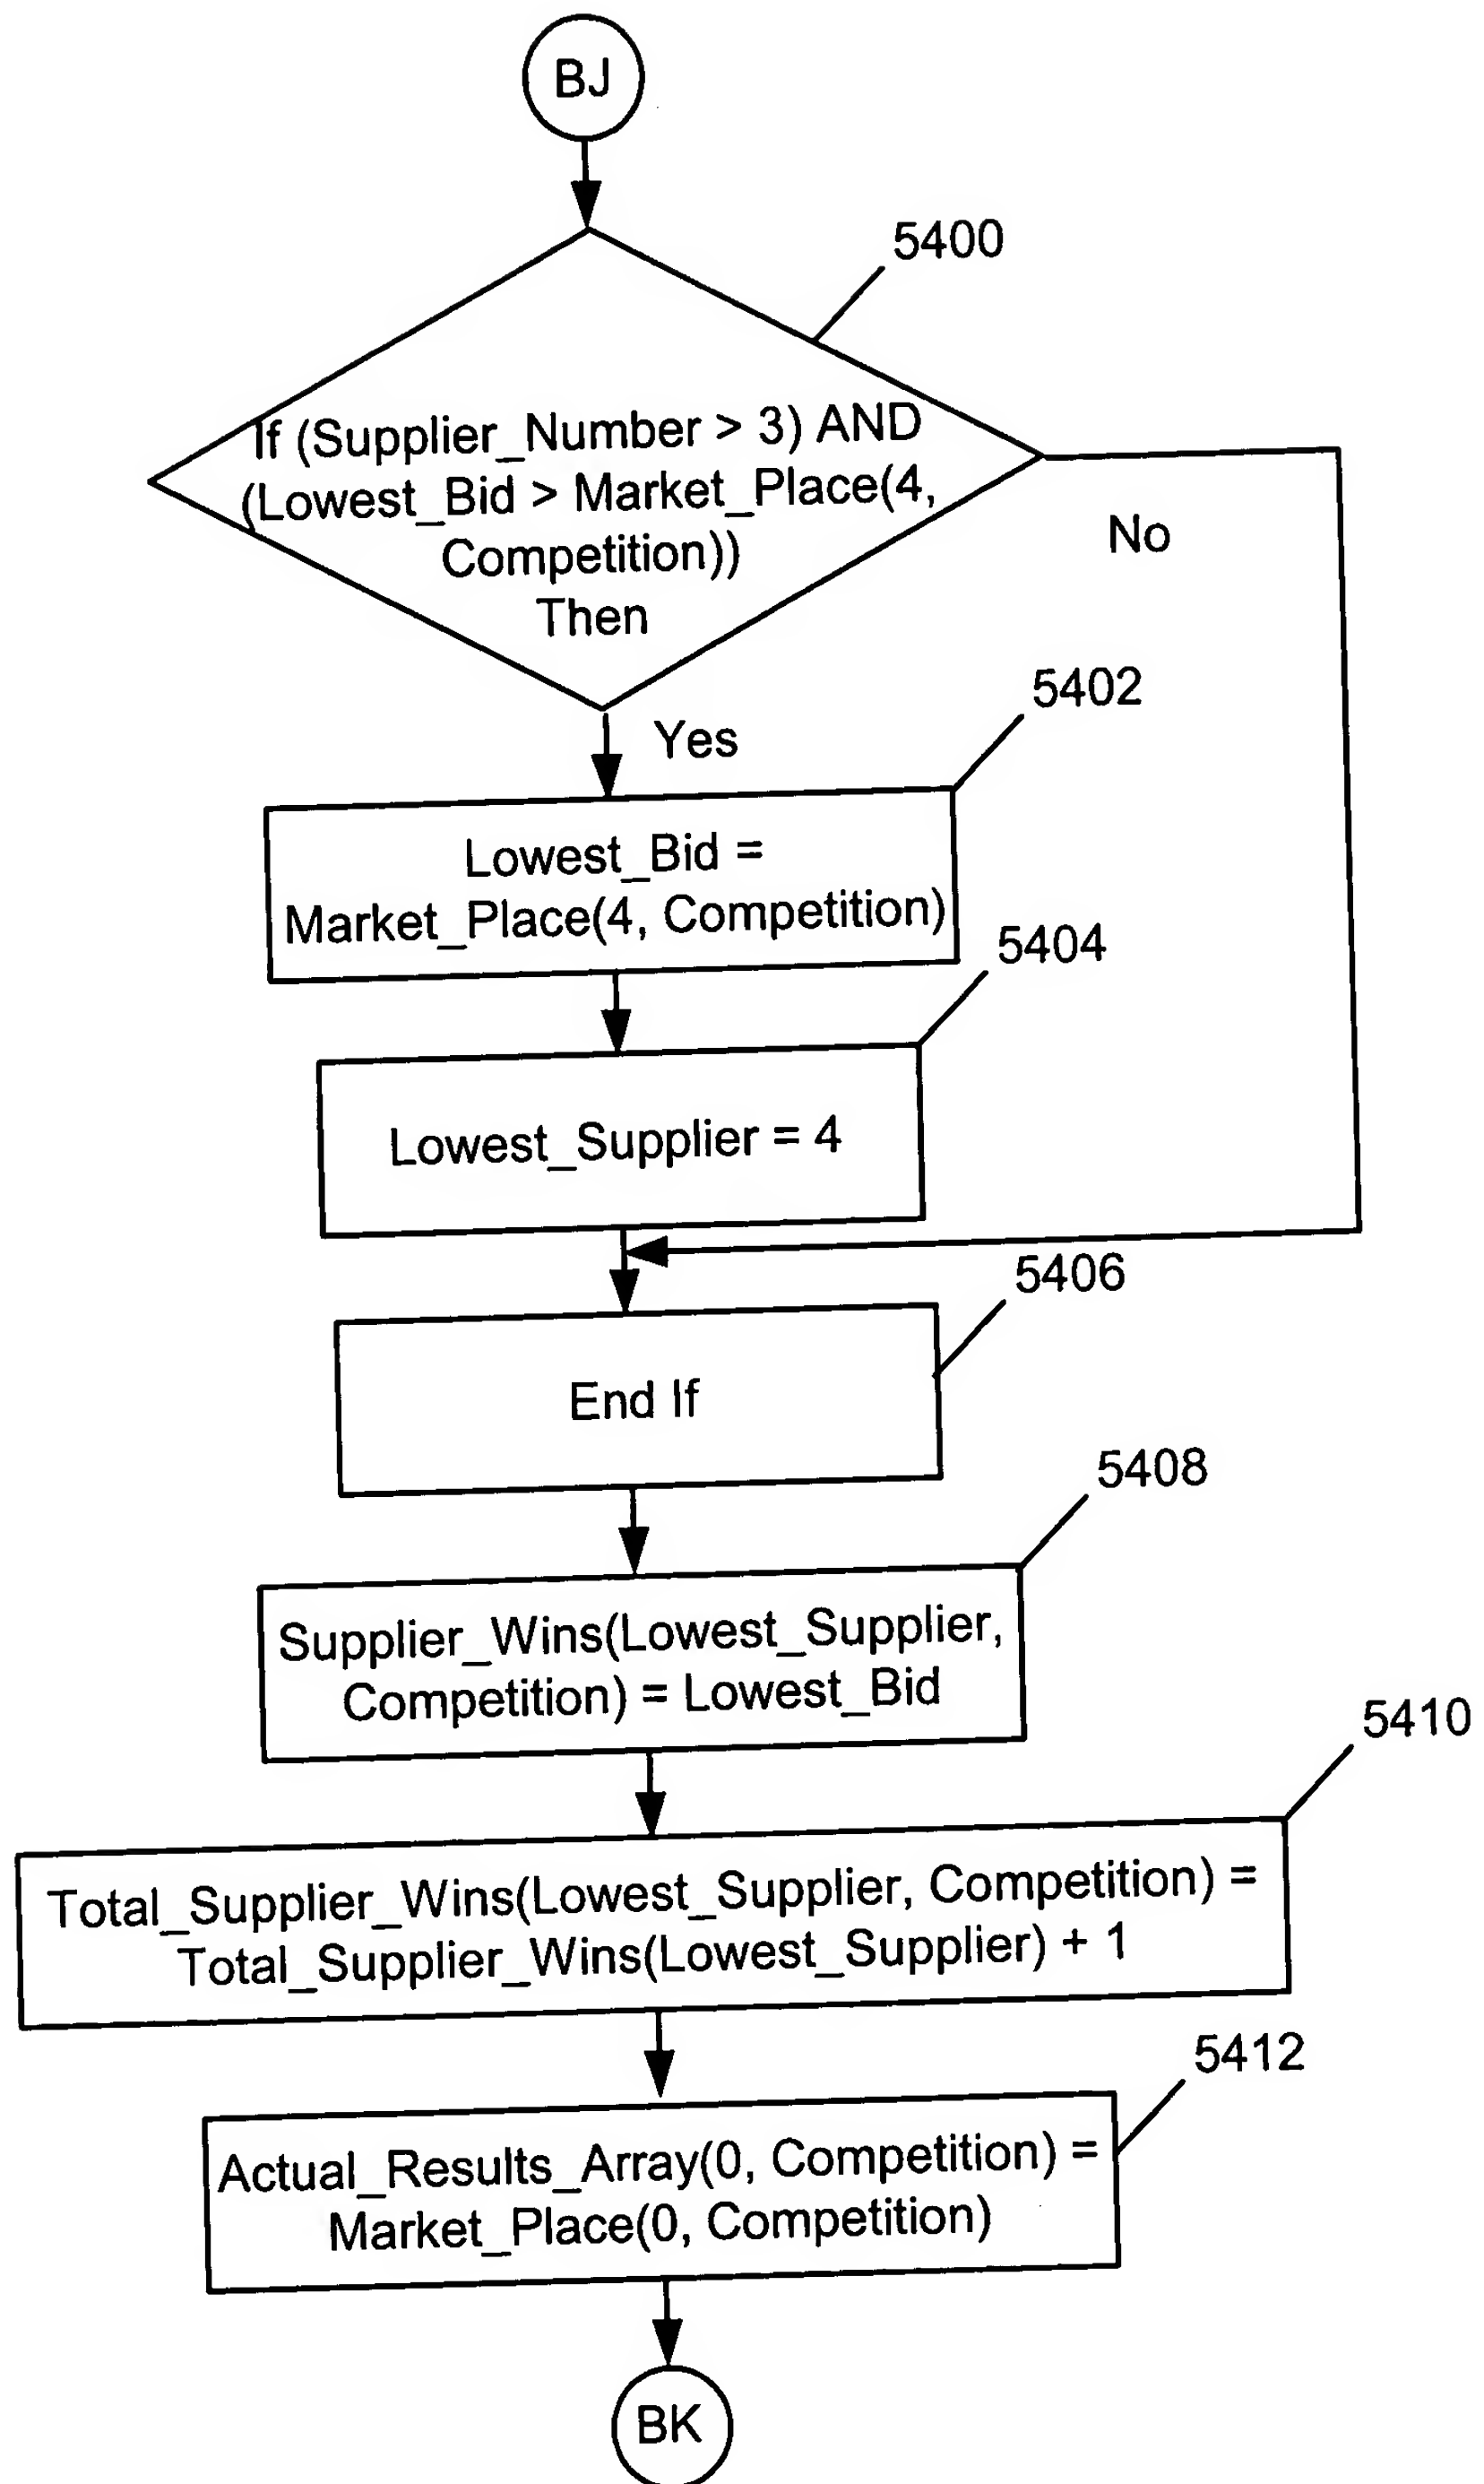 BJ
5400
If (Supplier_Number > 3) AND
(Lowest_Bid > Market_Place(4,
Competition))
Then
No
Yes
5402
Lowest_Bid =
Market_Place(4, Competition)
5404
Lowest_Supplier = 4
5406
End If
5408
Supplier_Wins(Lowest_Supplier,
Competition) = Lowest_Bid
5410
Total_Supplier_Wins(Lowest_Supplier, Competition) =
Total_Supplier_Wins(Lowest_Supplier) + 1
5412
Actual_Results_Array(0, Competition) =
Market_Place(0, Competition)
BK